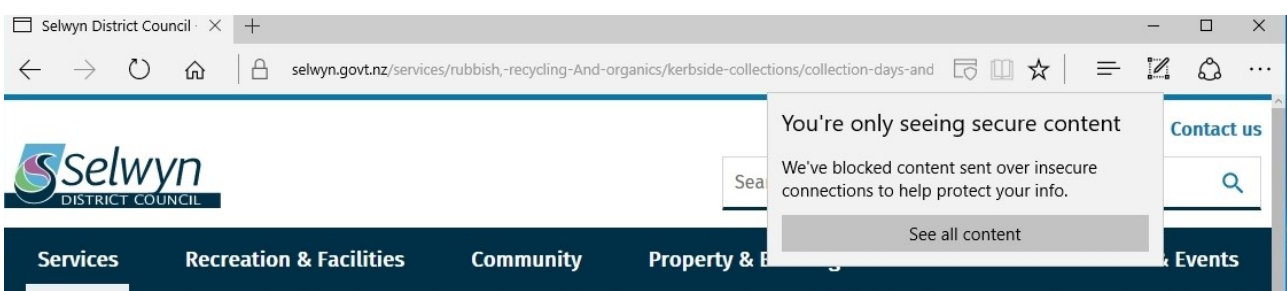 Selwyn District Council ·
selwyn.govt.nz/services/rubbish,-recycling-And-organics/kerbside-collections/collection-days-and
You're only seeing secure content
We've blocked content sent over insecure
connections to help protect your info.
See all content
Contact us
Selwyn
DISTRICT COUNCIL
Services Recreation & Facilities Community Property & & Events